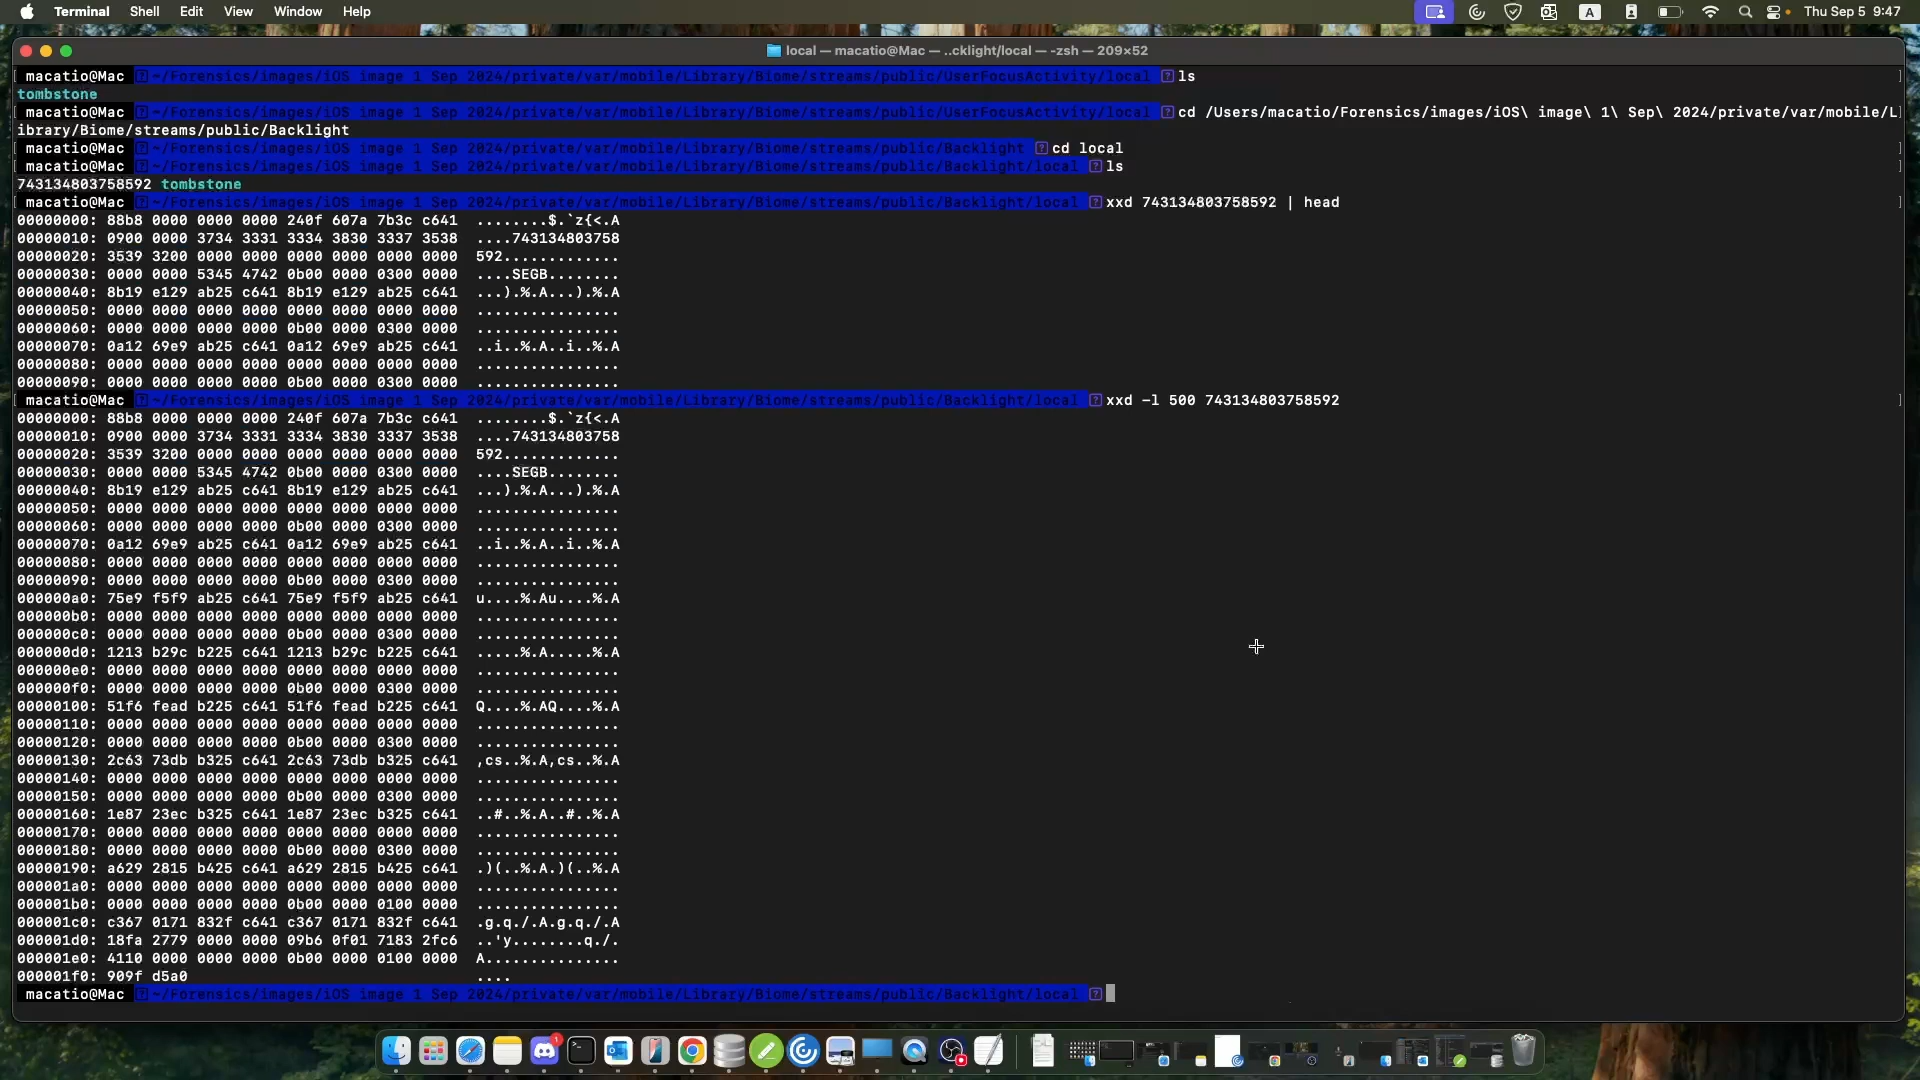 Terminal Shell Edit View Window Help A Thu Sep 5 9:47
local — macatio@Mac — ..cklight/local — -zsh — 209×52
macatio@Mac ~/Forensics/images/iOS image 1 Sep 2024/private/var/mobile/Library/Biome/streams/public/UserFocusActivity/local ls
tombstone
macatio@Mac ~/Forensics/images/iOS image 1 Sep 2024/private/var/mobile/Library/Biome/streams/public/UserFocusActivity/local cd /Users/macatio/Forensics/images/iOS\ image\ 1\ Sep\ 2024/private/var/mobile/L
ibrary/Biome/streams/public/Backlight
macatio@Mac ~/Forensics/images/iOS image 1 Sep 2024/private/var/mobile/Library/Biome/streams/public/Backlight cd local
macatio@Mac ~/Forensics/images/iOS image 1 Sep 2024/private/var/mobile/Library/Biome/streams/public/Backlight/local ls
743134803758592 tombstone
macatio@Mac ~/Forensics/images/iOS image 1 Sep 2024/private/var/mobile/Library/Biome/streams/public/Backlight/local xxd 743134803758592 | head
00000000: 88b8 0000 0000 0000 240f 607a 7b3c c641 ........$.`z{<.A
00000010: 0900 0000 3734 3331 3334 3830 3337 3538 ....743134803758
00000020: 3539 3200 0000 0000 0000 0000 0000 0000 592.............
00000030: 0000 0000 5345 4742 0b00 0000 0300 0000 ....SEGB........
00000040: 8b19 e129 ab25 c641 8b19 e129 ab25 c641 ...).%.A...).%.A
00000050: 0000 0000 0000 0000 0000 0000 0000 0000 ................
00000060: 0000 0000 0000 0000 0b00 0000 0300 0000 ................
00000070: 0a12 69e9 ab25 c641 0a12 69e9 ab25 c641 ..i..%.A..i..%.A
00000080: 0000 0000 0000 0000 0000 0000 0000 0000 ................
00000090: 0000 0000 0000 0000 0b00 0000 0300 0000 ................
macatio@Mac ~/Forensics/images/iOS image 1 Sep 2024/private/var/mobile/Library/Biome/streams/public/Backlight/local xxd -l 500 743134803758592
00000000: 88b8 0000 0000 0000 240f 607a 7b3c c641 ........$.`z{<.A
00000010: 0900 0000 3734 3331 3334 3830 3337 3538 ....743134803758
00000020: 3539 3200 0000 0000 0000 0000 0000 0000 592.............
00000030: 0000 0000 5345 4742 0b00 0000 0300 0000 ....SEGB........
00000040: 8b19 e129 ab25 c641 8b19 e129 ab25 c641 ...).%.A...).%.A
00000050: 0000 0000 0000 0000 0000 0000 0000 0000 ................
00000060: 0000 0000 0000 0000 0b00 0000 0300 0000 ................
00000070: 0a12 69e9 ab25 c641 0a12 69e9 ab25 c641 ..i..%.A..i..%.A
00000080: 0000 0000 0000 0000 0000 0000 0000 0000 ................
00000090: 0000 0000 0000 0000 0b00 0000 0300 0000 ................
000000a0: 75e9 f5f9 ab25 c641 75e9 f5f9 ab25 c641 u....%.Au....%.A
000000b0: 0000 0000 0000 0000 0000 0000 0000 0000 ................
000000c0: 0000 0000 0000 0000 0b00 0000 0300 0000 ................
000000d0: 1213 b29c b225 c641 1213 b29c b225 c641 .....%.A.....%.A
000000e0: 0000 0000 0000 0000 0000 0000 0000 0000 ................
000000f0: 0000 0000 0000 0000 0b00 0000 0300 0000 ................
00000100: 51f6 fead b225 c641 51f6 fead b225 c641 Q....%.AQ....%.A
00000110: 0000 0000 0000 0000 0000 0000 0000 0000 ................
00000120: 0000 0000 0000 0000 0b00 0000 0300 0000 ................
00000130: 2c63 73db b325 c641 2c63 73db b325 c641 ,cs..%.A,cs..%.A
00000140: 0000 0000 0000 0000 0000 0000 0000 0000 ................
00000150: 0000 0000 0000 0000 0b00 0000 0300 0000 ................
00000160: 1e87 23ec b325 c641 1e87 23ec b325 c641 ..#..%.A..#..%.A
00000170: 0000 0000 0000 0000 0000 0000 0000 0000 ................
00000180: 0000 0000 0000 0000 0b00 0000 0300 0000 ................
00000190: a629 2815 b425 c641 a629 2815 b425 c641 .)(..%.A.)(..%.A
000001a0: 0000 0000 0000 0000 0000 0000 0000 0000 ................
000001b0: 0000 0000 0000 0000 0b00 0000 0100 0000 ................
000001c0: c367 0171 832f c641 c367 0171 832f c641 .g.q./.A.g.q./.A
000001d0: 18fa 2779 0000 0000 09b6 0f01 7183 2fc6 ..'y........q./.
000001e0: 4110 0000 0000 0b00 0000 0100 0000 A...............
000001f0: 909f d5a0 ....
macatio@Mac ~/Forensics/images/iOS image 1 Sep 2024/private/var/mobile/Library/Biome/streams/public/Backlight/local